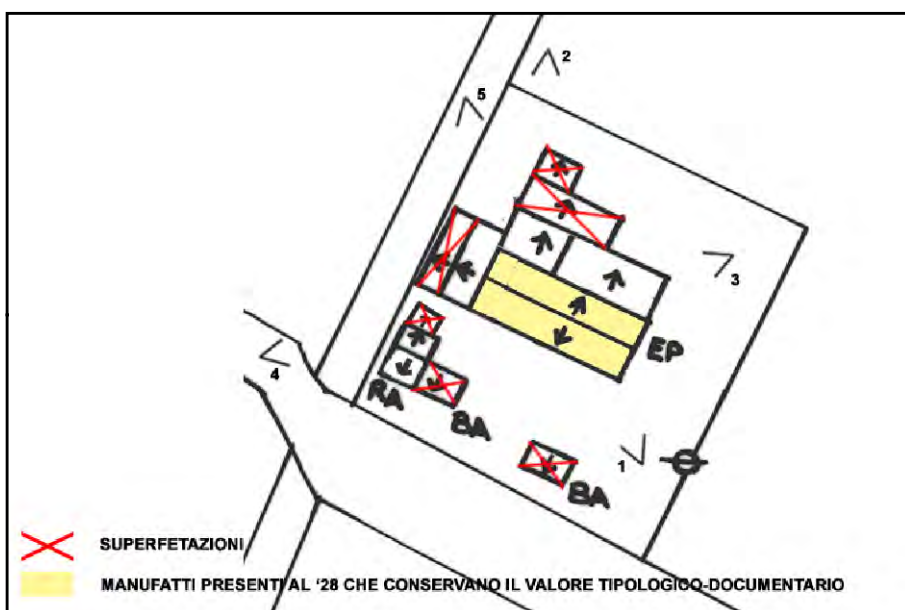 2
5
3
EP
4
RA
BA
1
BA
SUPERFETAZIONI
MANUFATTI PRESENTI AL '28 CHE CONSERVANO IL VALORE TIPOLOGICO-DOCUMENTARIO